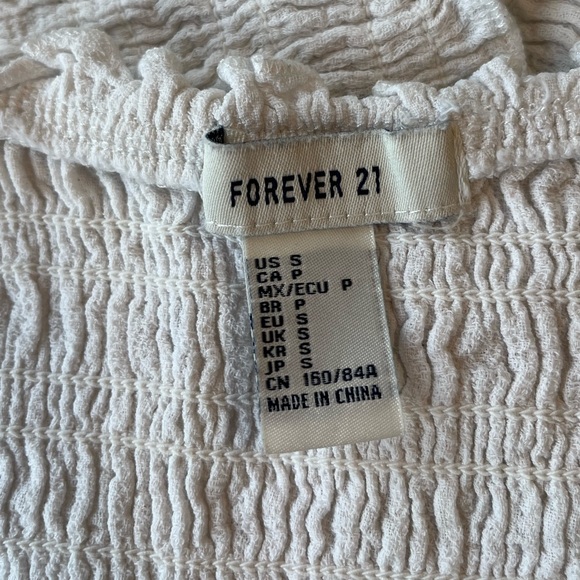 FOREVER 21
US S
CA P
MX/ECU P
BR P
EU S
UK S
KR S
JP S
CN 160/84A
MADE IN CHINA